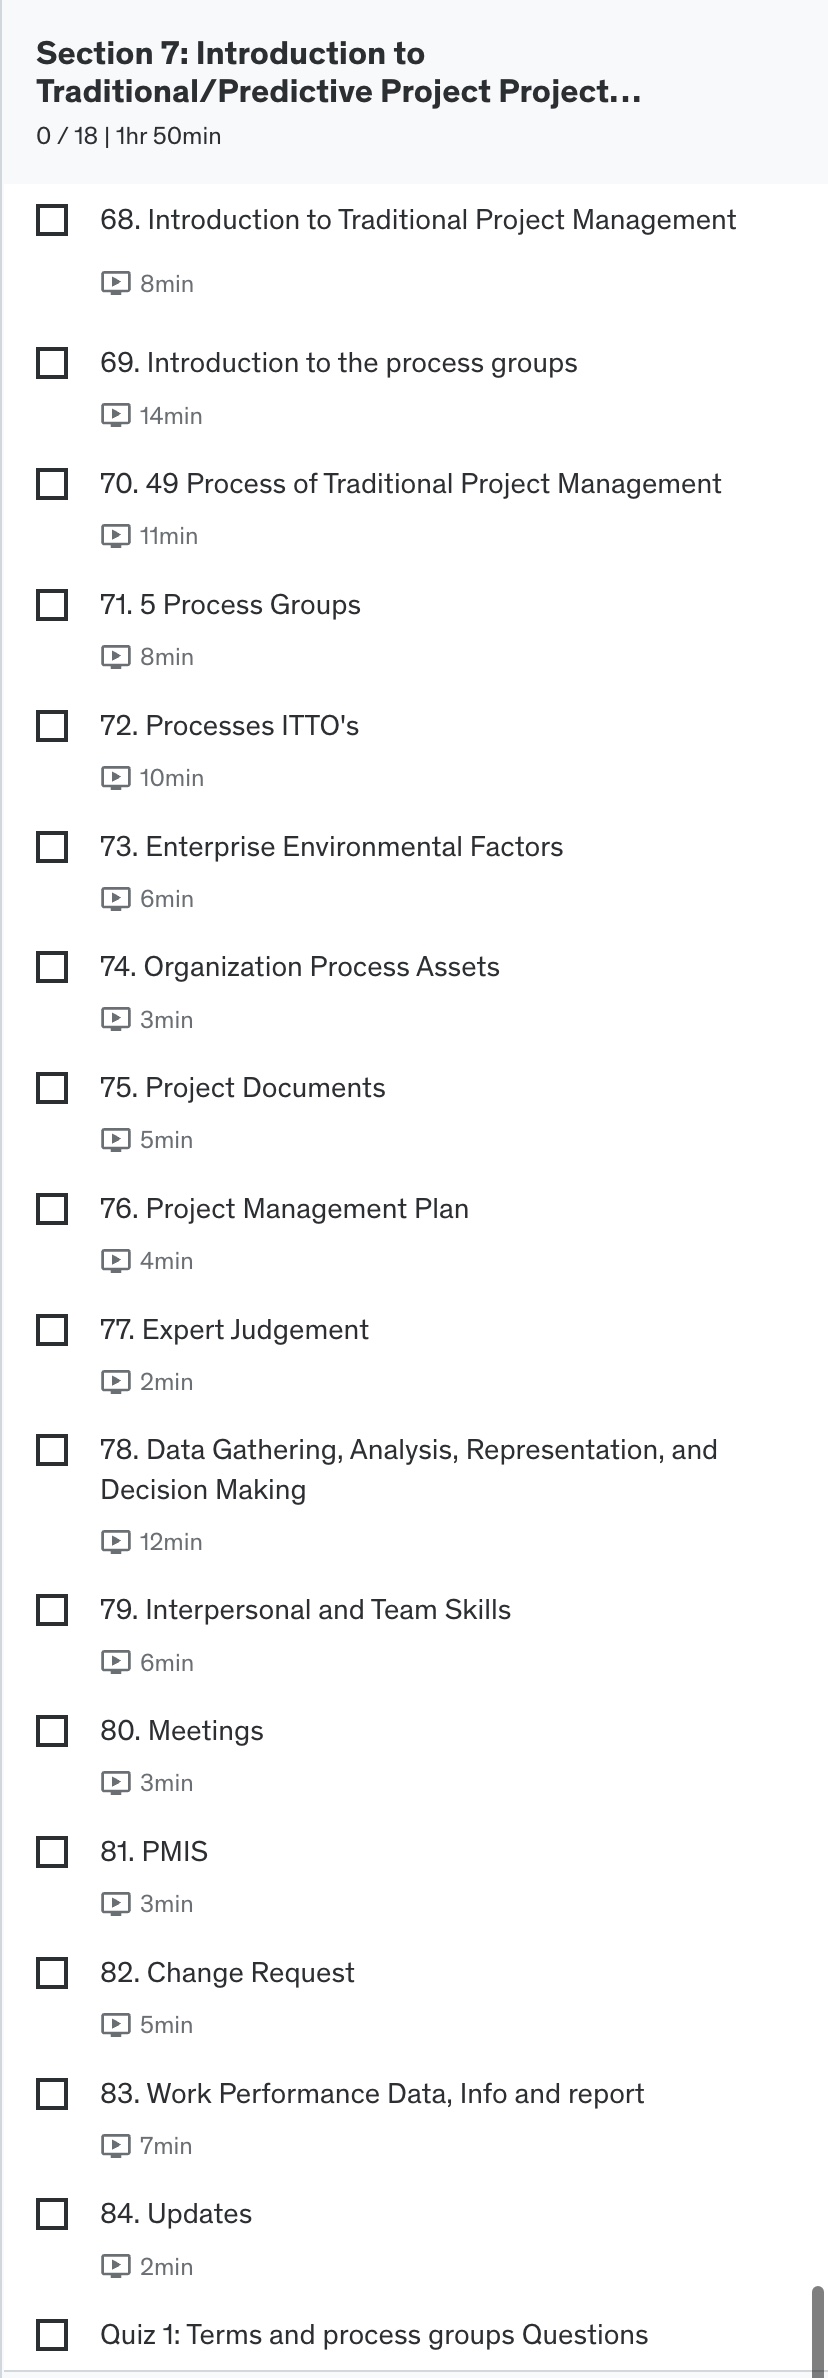 Section 7: Introduction to
Traditional/Predictive Project Project...
0 / 18 | 1hr 50min
68. Introduction to Traditional Project Management
8min
69. Introduction to the process groups
14min
70. 49 Process of Traditional Project Management
11min
71. 5 Process Groups
8min
72. Processes ITTO's
10min
73. Enterprise Environmental Factors
6min
74. Organization Process Assets
3min
75. Project Documents
5min
76. Project Management Plan
4min
77. Expert Judgement
2min
78. Data Gathering, Analysis, Representation, and
Decision Making
12min
79. Interpersonal and Team Skills
6min
80. Meetings
3min
81. PMIS
3min
82. Change Request
5min
83. Work Performance Data, Info and report
7min
84. Updates
2min
Quiz 1: Terms and process groups Questions